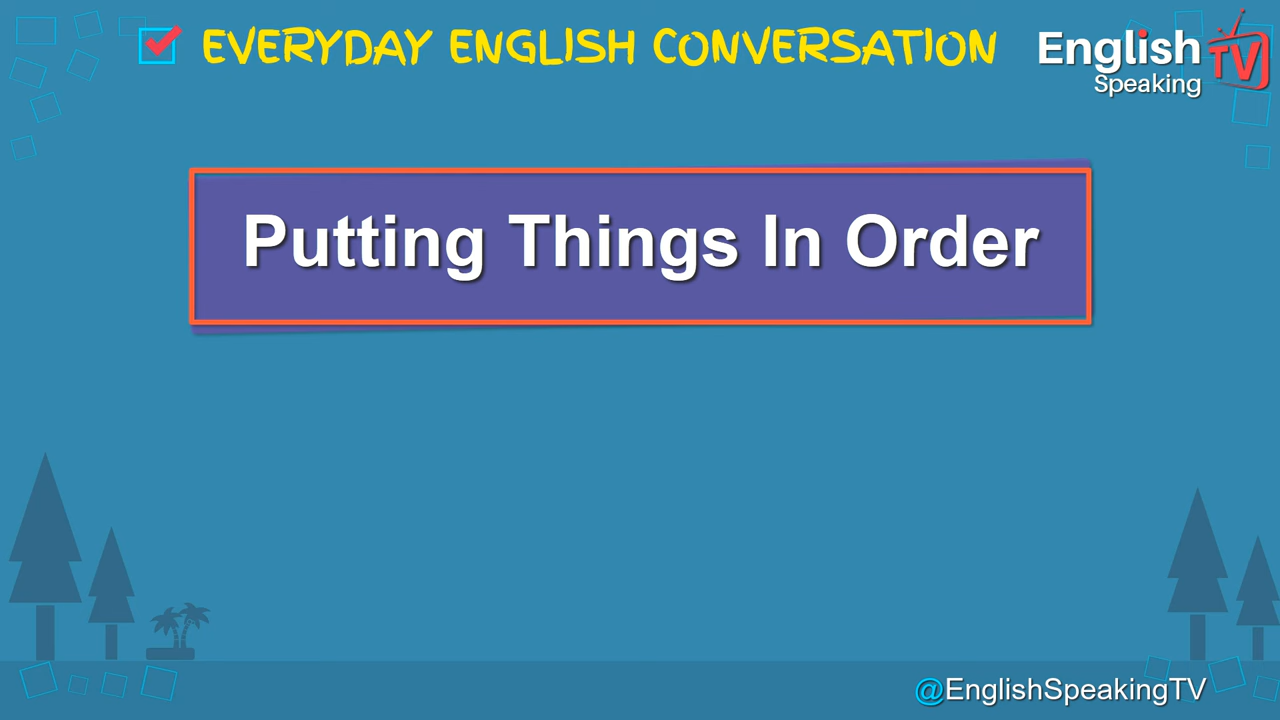 EVERYDAY ENGLISH CONVERSATION
English
Speaking
TV
Putting Things In Order
@EnglishSpeakingTV